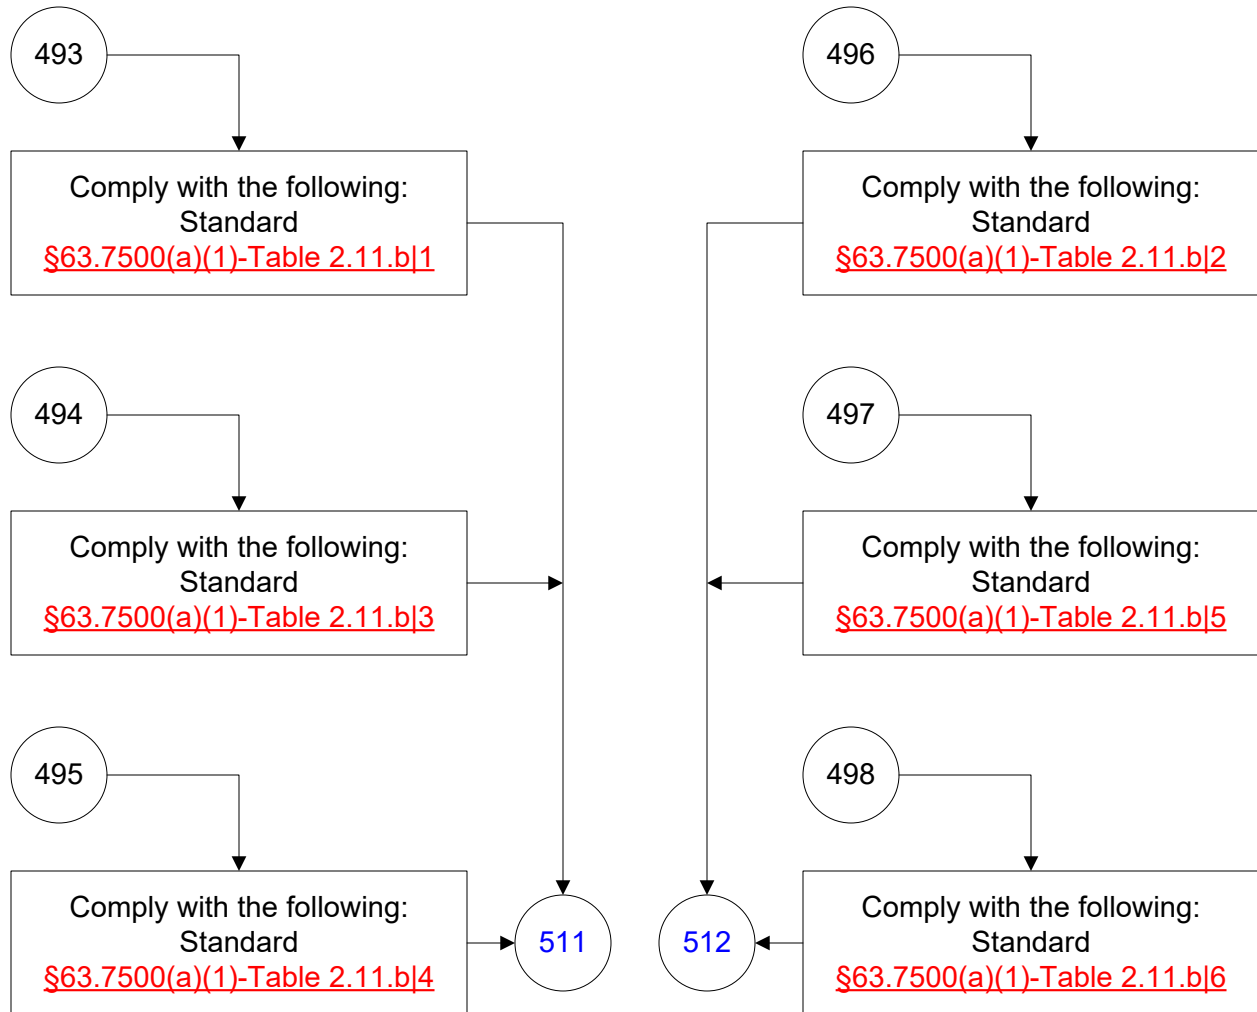 493
Comply with the following:
Standard
§63.7500(a)(1)-Table 2.11.b|1
494
Comply with the following:
Standard
§63.7500(a)(1)-Table 2.11.b|3
495
Comply with the following:
Standard
§63.7500(a)(1)-Table 2.11.b|4
511
496
Comply with the following:
Standard
§63.7500(a)(1)-Table 2.11.b|2
497
Comply with the following:
Standard
§63.7500(a)(1)-Table 2.11.b|5
498
Comply with the following:
Standard
§63.7500(a)(1)-Table 2.11.b|6
512